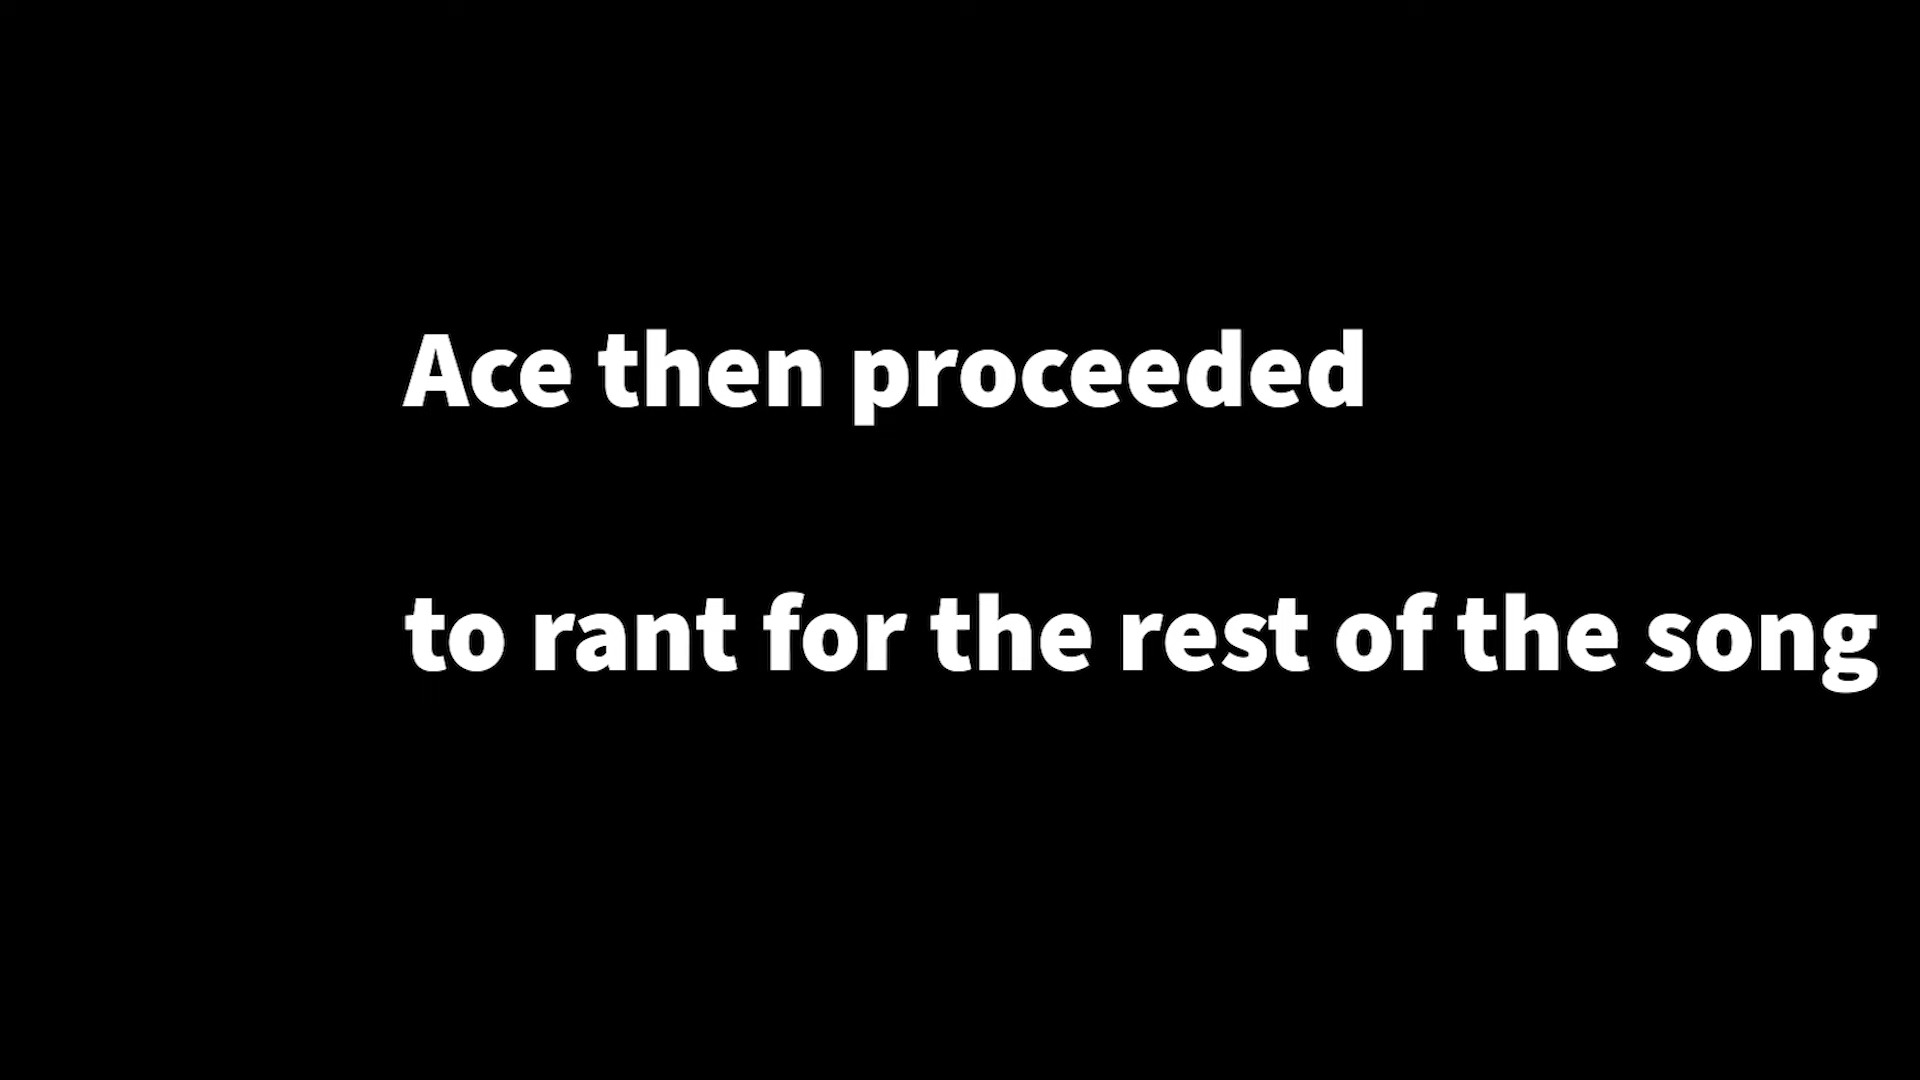 Ace then proceeded
to rant for the rest of the song